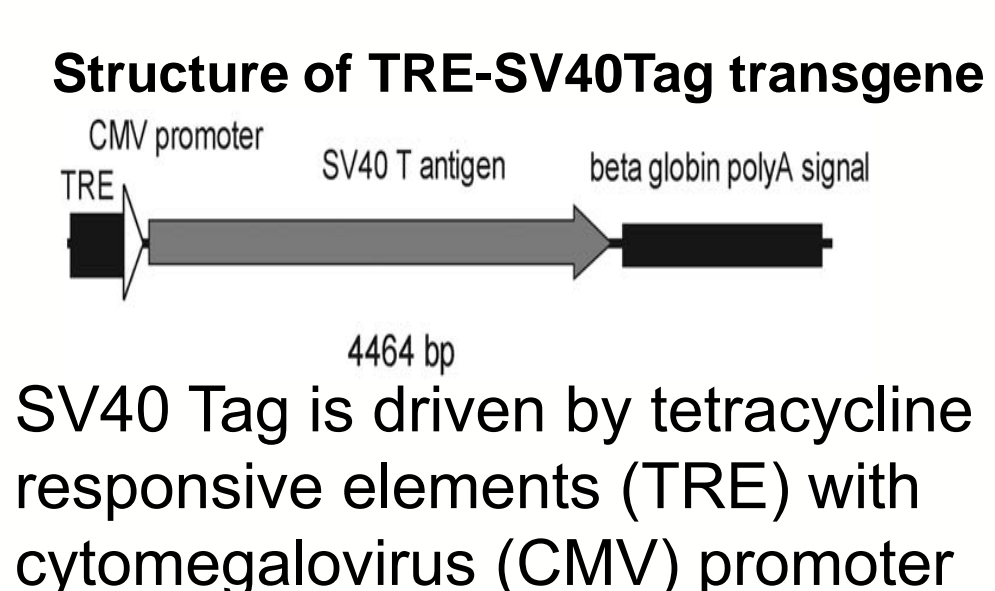 Structure of TRE-SV40Tag transgene
CMV promoter
TRE
SV40 T antigen
beta globin polyA signal
4464 bp
SV40 Tag is driven by tetracycline
responsive elements (TRE) with
cytomegalovirus (CMV) promoter